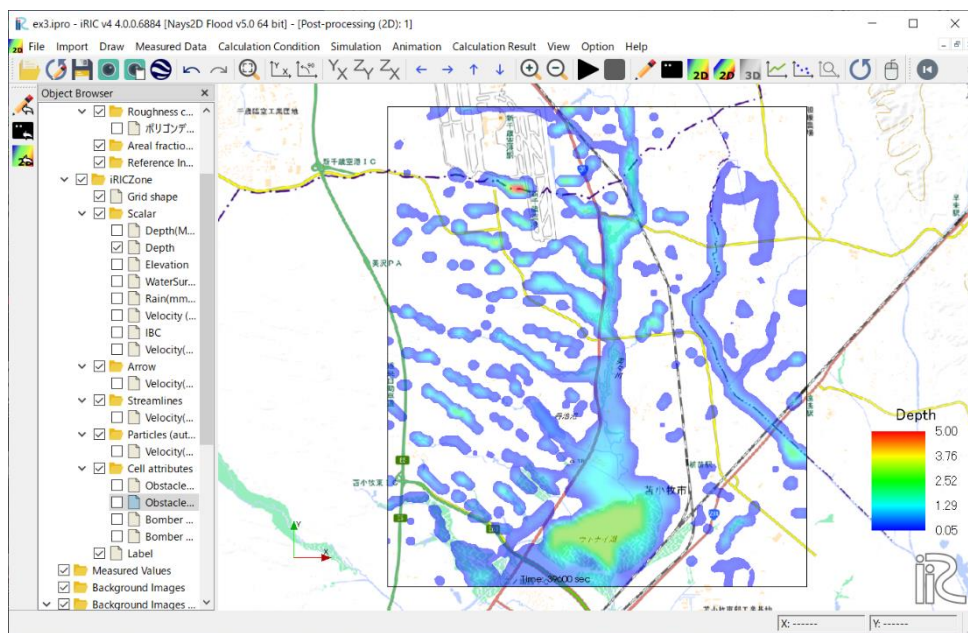 ex3.ipro - iRIC v4 4.0.0.6884 [Nays2D Flood v5.0 64 bit] - [Post-processing (2D): 1]
File Import Draw Measured Data Calculation Condition Simulation Animation Calculation Result View Option Help
Object Browser
Roughness c...
ポリゴンデ...
Areal fractio...
Reference In...
iRICZone
Grid shape
Scalar
Depth(M...
Depth
Elevation
WaterSur...
Rain(mm...
Velocity (...
IBC
Velocity(...
Arrow
Velocity(...
Streamlines
Velocity(...
Particles (aut...
Velocity(...
Cell attributes
Obstacle...
Obstacle...
Bomber ...
Bomber ...
Label
Measured Values
Background Images
Background Images ...
新千歳空港IC
美沢PA
苫小牧東
苫小牧市
ウトナイ湖
Time: 39600 sec
Y
X
Depth
5.00
3.76
2.52
1.29
0.05
iRIC
X: ------
Y: ------